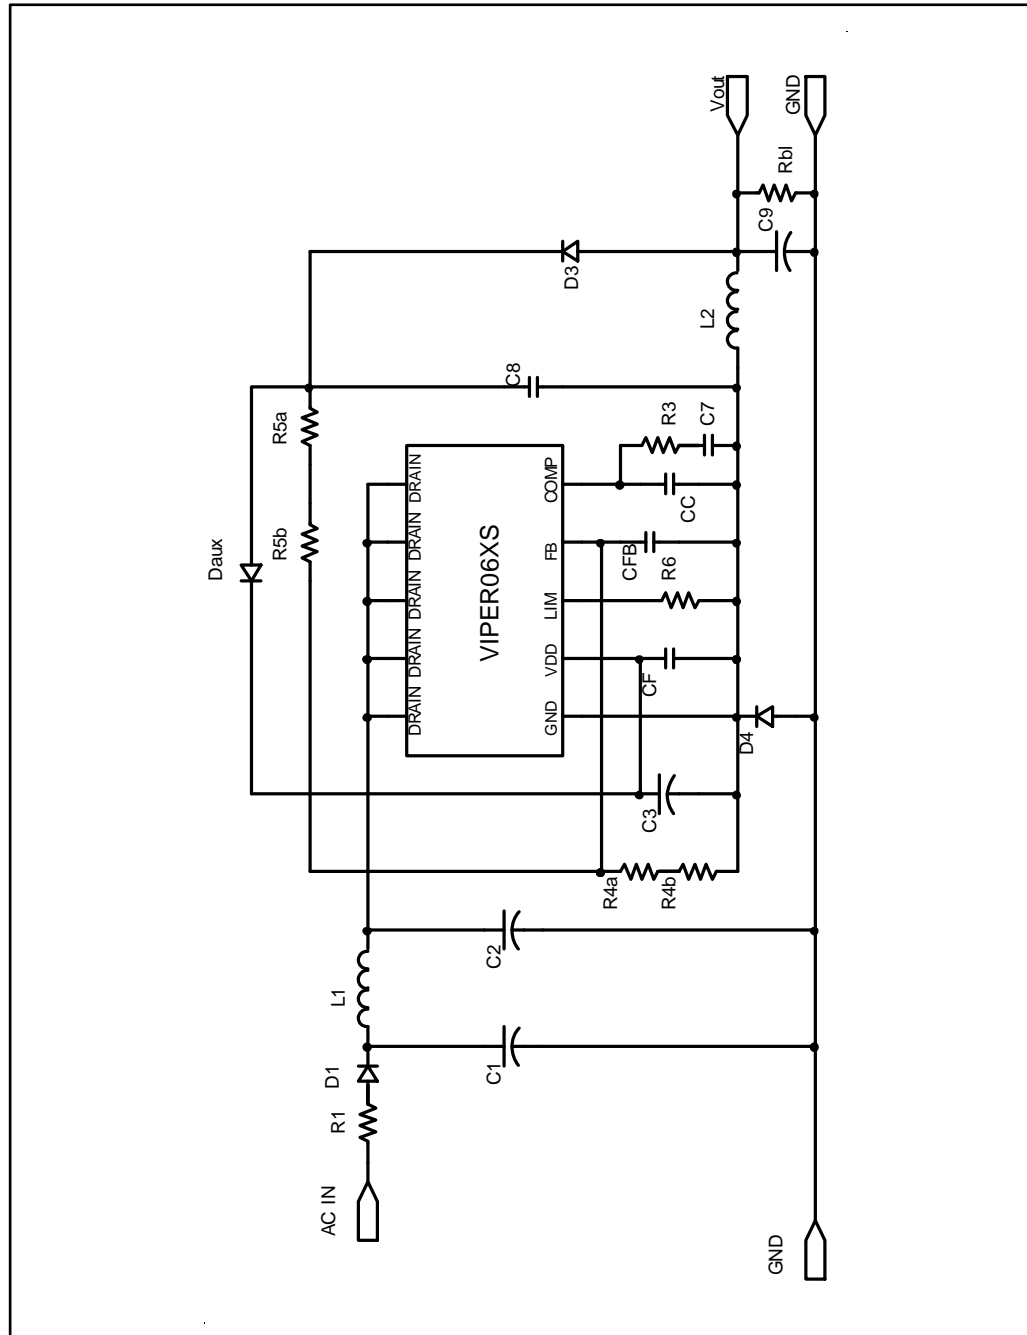 Vout
GND
Rbl
C9
D3
L2
C8
R5a
R3
C7
Daux
R5b
DRAIN
DRAIN
DRAIN
DRAIN
DRAIN
VIPER06XS
COMP
FB
LIM
VDD
GND
CC
CFB
R6
CF
D4
C3
R4a
R4b
C2
L1
C1
D1
R1
AC IN
GND